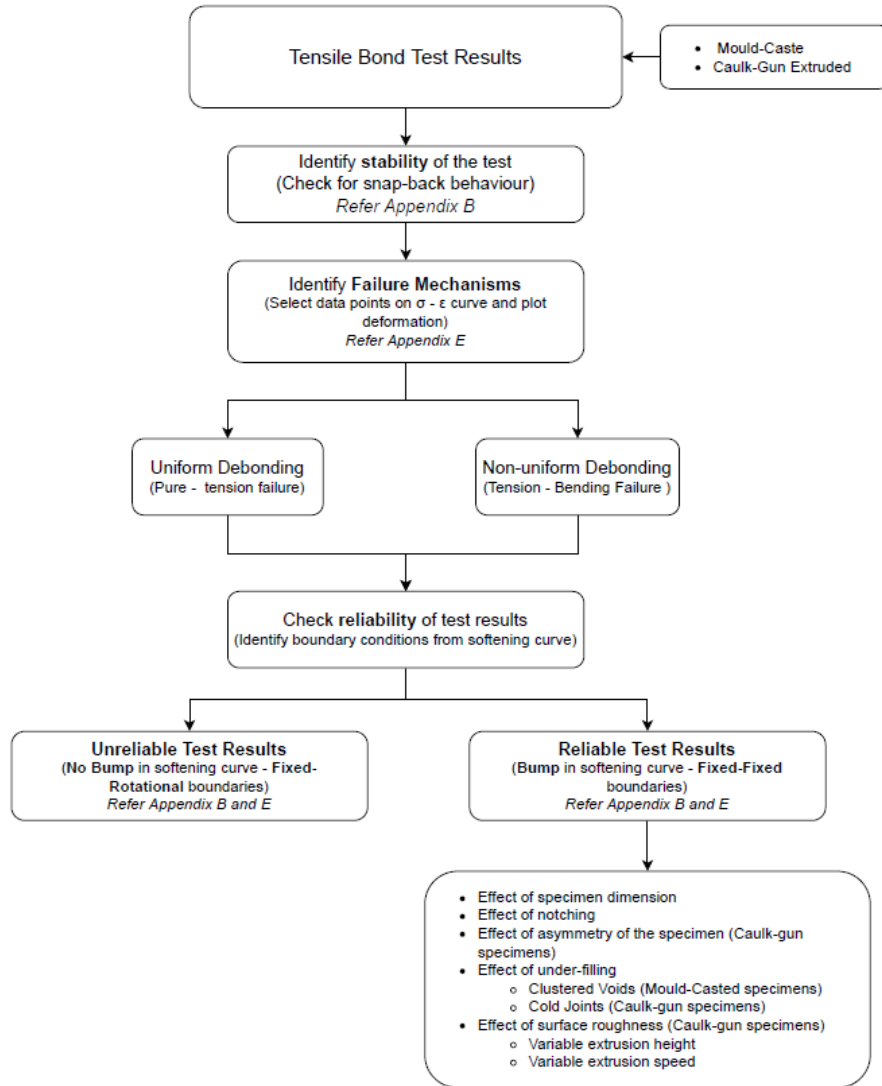 Tensile Bond Test Results
• Mould-Caste
• Caulk-Gun Extruded
Identify stability of the test
(Check for snap-back behaviour)
Refer Appendix B
Identify Failure Mechanisms
(Select data points on σ - ε curve and plot
deformation)
Refer Appendix E
Uniform Debonding
(Pure - tension failure)
Non-uniform Debonding
(Tension - Bending Failure )
Check reliability of test results
(Identify boundary conditions from softening curve)
Unreliable Test Results
(No Bump in softening curve - Fixed-
Rotational boundaries)
Refer Appendix B and E
Reliable Test Results
(Bump in softening curve - Fixed-Fixed
boundaries)
Refer Appendix B and E
• Effect of specimen dimension
• Effect of notching
• Effect of asymmetry of the specimen (Caulk-gun
specimens)
• Effect of under-filling
○ Clustered Voids (Mould-Casted specimens)
○ Cold Joints (Caulk-gun specimens)
• Effect of surface roughness (Caulk-gun specimens)
○ Variable extrusion height
○ Variable extrusion speed